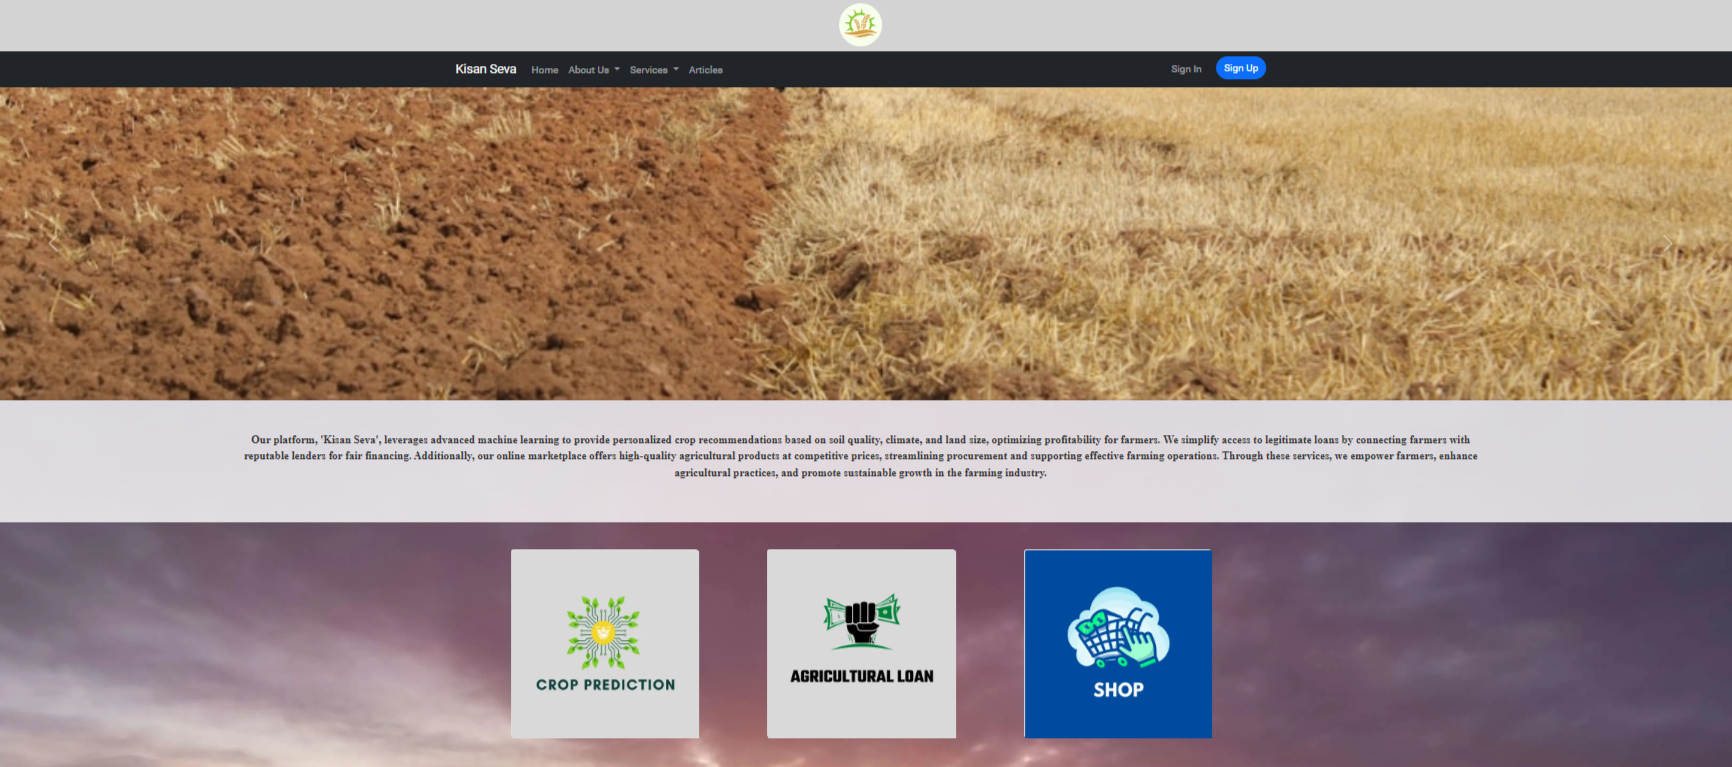 Kisan Seva Home About Us Services Articles Sign In Sign Up
Our platform, 'Kisan Seva', leverages advanced machine learning to provide personalized crop recommendations based on soil quality, climate, and land size, optimizing profitability for farmers. We simplify access to legitimate loans by connecting farmers with
reputable lenders for fair financing. Additionally, our online marketplace offers high-quality agricultural products at competitive prices, streamlining procurement and supporting effective farming operations. Through these services, we empower farmers, enhance
agricultural practices, and promote sustainable growth in the farming industry.
CROP PREDICTION
AGRICULTURAL LOAN
SHOP